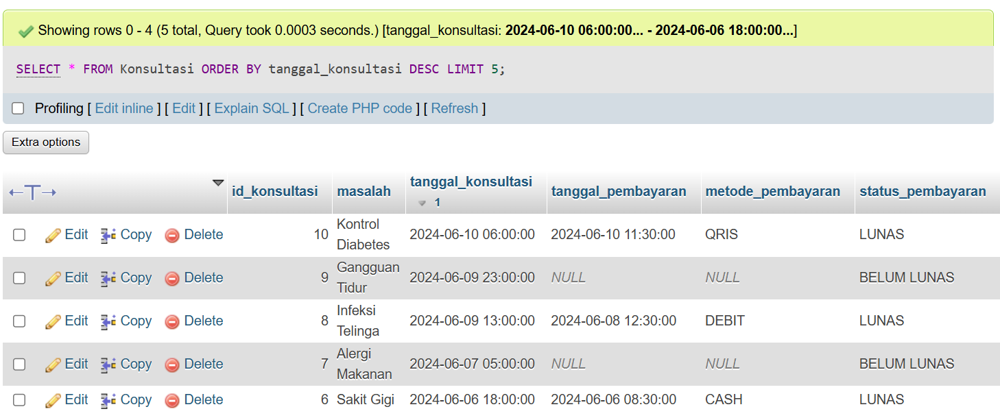 Showing rows 0 - 4 (5 total, Query took 0.0003 seconds.) [tanggal_konsultasi: 2024-06-10 06:00:00... - 2024-06-06 18:00:00...]
SELECT * FROM Konsultasi ORDER BY tanggal_konsultasi DESC LIMIT 5;
Profiling [ Edit inline ] [ Edit ] [ Explain SQL ] [ Create PHP code ] [ Refresh ]
Extra options
←T→ id_konsultasi masalah tanggal_konsultasi 1 tanggal_pembayaran metode_pembayaran status_pembayaran
Edit Copy Delete 10 Kontrol Diabetes 2024-06-10 06:00:00 2024-06-10 11:30:00 QRIS LUNAS
Edit Copy Delete 9 Gangguan Tidur 2024-06-09 23:00:00 NULL NULL BELUM LUNAS
Edit Copy Delete 8 Infeksi Telinga 2024-06-09 13:00:00 2024-06-08 12:30:00 DEBIT LUNAS
Edit Copy Delete 7 Alergi Makanan 2024-06-07 05:00:00 NULL NULL BELUM LUNAS
Edit Copy Delete 6 Sakit Gigi 2024-06-06 18:00:00 2024-06-06 08:30:00 CASH LUNAS